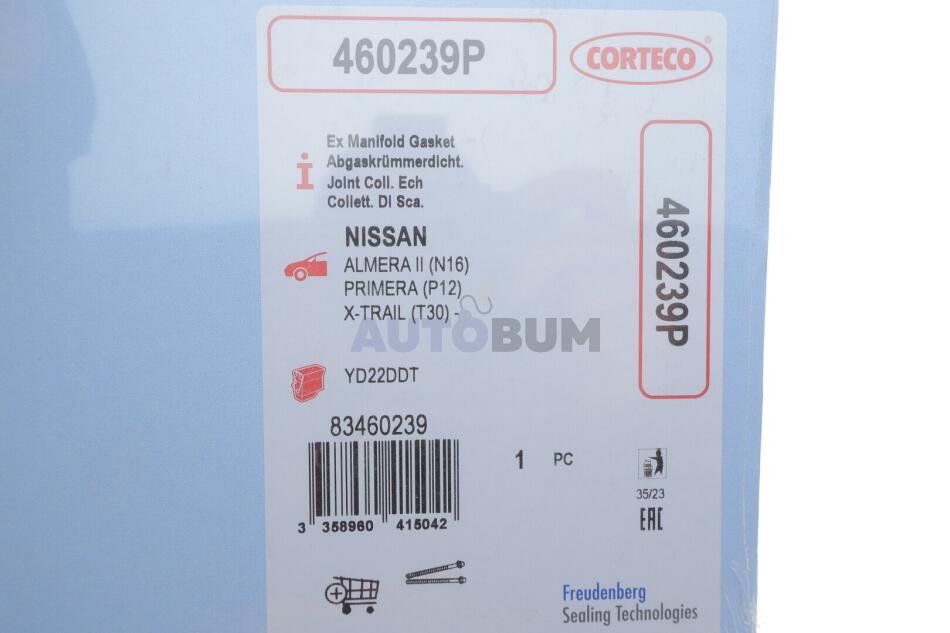 460239P
CORTECO®
Ex Manifold Gasket
Abgaskrümmerdicht.
Joint Coll. Ech
Collett. Di Sca.
460239P
NISSAN
ALMERA II (N16)
PRIMERA (P12)
X-TRAIL (T30) -
AUTOBUM
YD22DDT
83460239
1 PC
35/23
EAC
3 358960 415042
Freudenberg
Sealing Technologies